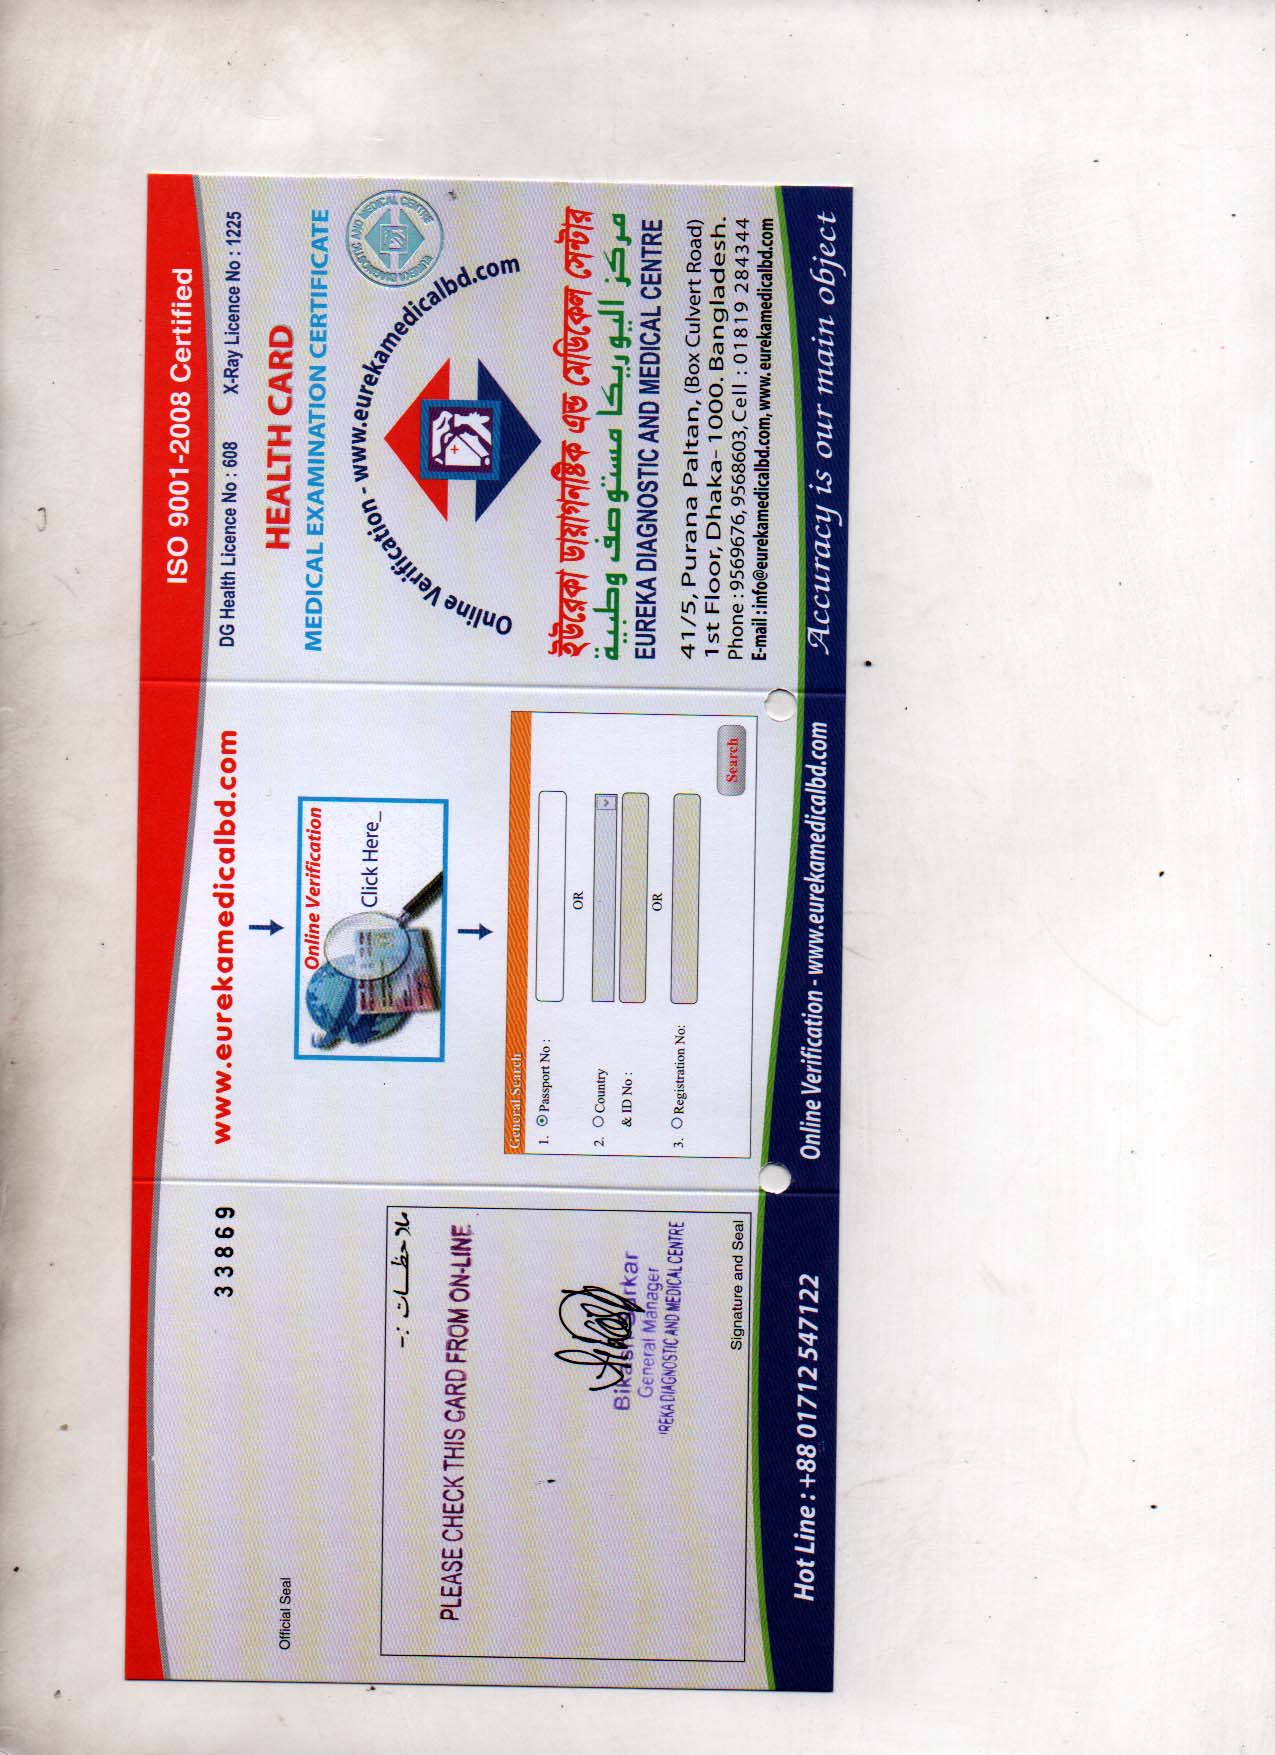 33869
Official Seal
ملاحظات :-
PLEASE CHECK THIS CARD FROM ON-LINE
General Manager
REKA DIAGNOSTIC AND MEDICAL CENTRE
Signature and Seal
Hot Line : +88 01712 547122
www.eurekamedicalbd.com
Online Verification
Click Here_
General Search
1. Passport No :
OR
2. Country
& ID No :
OR
3. Registration No:
Search
Online Verification - www.eurekamedicalbd.com
ISO 9001-2008 Certified
DG Health Licence No : 608 X-Ray Licence No : 1225
HEALTH CARD
MEDICAL EXAMINATION CERTIFICATE
EUREKA DIAGNOSTIC AND MEDICAL CENTRE
Online Verification - www.eurekamedicalbd.com
ইউরেকা ডায়াগনষ্টিক এন্ড মেডিকেল সেন্টার
مركز اليوريكا مستوصف وطبية
EUREKA DIAGNOSTIC AND MEDICAL CENTRE
41/5, Purana Paltan, (Box Culvert Road)
1st Floor, Dhaka- 1000. Bangladesh.
Phone : 9569676, 9568603, Cell : 01819 284344
E-mail : info@eurekamedicalbd.com, www.eurekamedicalbd.com
Accuracy is our main object